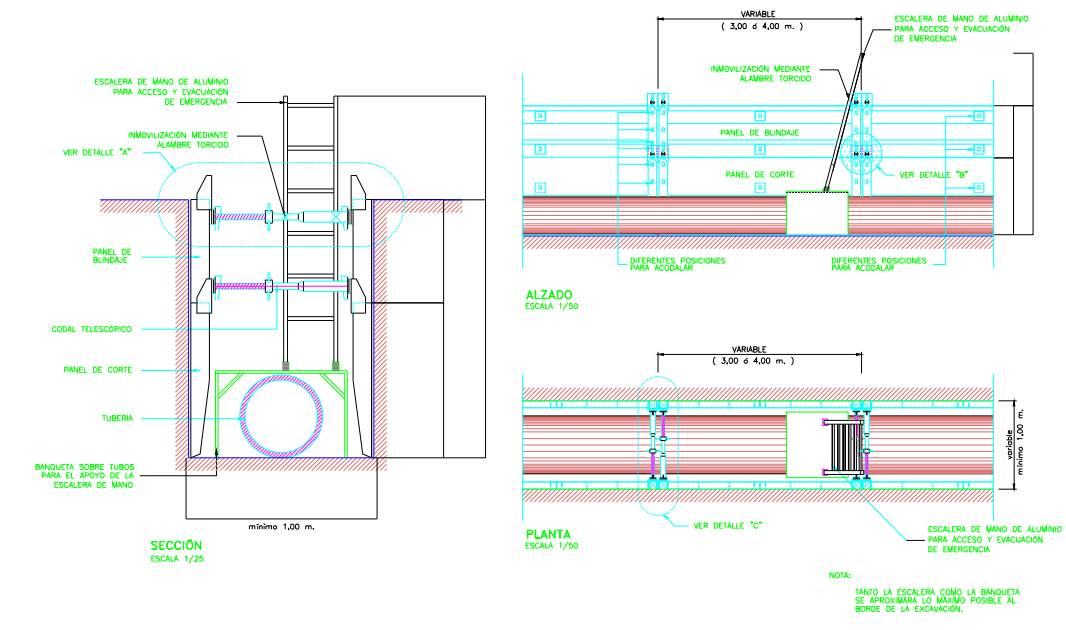 ESCALERA DE MANO DE ALUMINIO
PARA ACCESO Y EVACUACIÓN
DE EMERGENCIA
INMOVILIZACIÓN MEDIANTE
ALAMBRE TORCIDO
VER DETALLE "A"
PANEL DE
BLINDAJE
CODAL TELESCÓPICO
PANEL DE CORTE
TUBERÍA
BANQUETA SOBRE TUBOS
PARA EL APOYO DE LA
ESCALERA DE MANO
mínimo 1,00 m.
SECCIÓN
ESCALA 1/25
VARIABLE
( 3,00 ó 4,00 m. )
ESCALERA DE MANO DE ALUMINIO
PARA ACCESO Y EVACUACIÓN
DE EMERGENCIA
INMOVILIZACIÓN MEDIANTE
ALAMBRE TORCIDO
PANEL DE BLINDAJE
PANEL DE CORTE
VER DETALLE "B"
DIFERENTES POSICIONES
PARA ACODALAR
DIFERENTES POSICIONES
PARA ACODALAR
ALZADO
ESCALA 1/50
VARIABLE
( 3,00 ó 4,00 m. )
variable
mínimo 1,00 m.
VER DETALLE "C"
PLANTA
ESCALA 1/50
ESCALERA DE MANO DE ALUMINIO
PARA ACCESO Y EVACUACIÓN
DE EMERGENCIA
NOTA:
TANTO LA ESCALERA COMO LA BANQUETA
SE APROXIMARA LO MÁXIMO POSIBLE AL
BORDE DE LA EXCAVACIÓN.